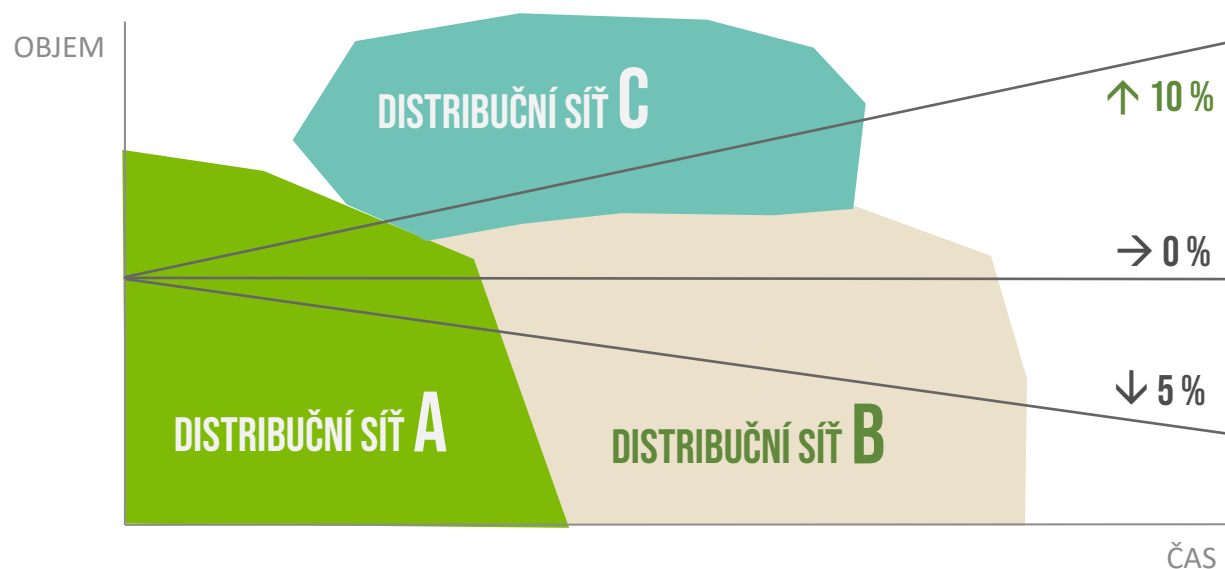 OBJEM
DISTRIBUČNÍ SÍŤ C
↑ 10 %
→ 0 %
↓ 5 %
DISTRIBUČNÍ SÍŤ A
DISTRIBUČNÍ SÍŤ B
ČAS